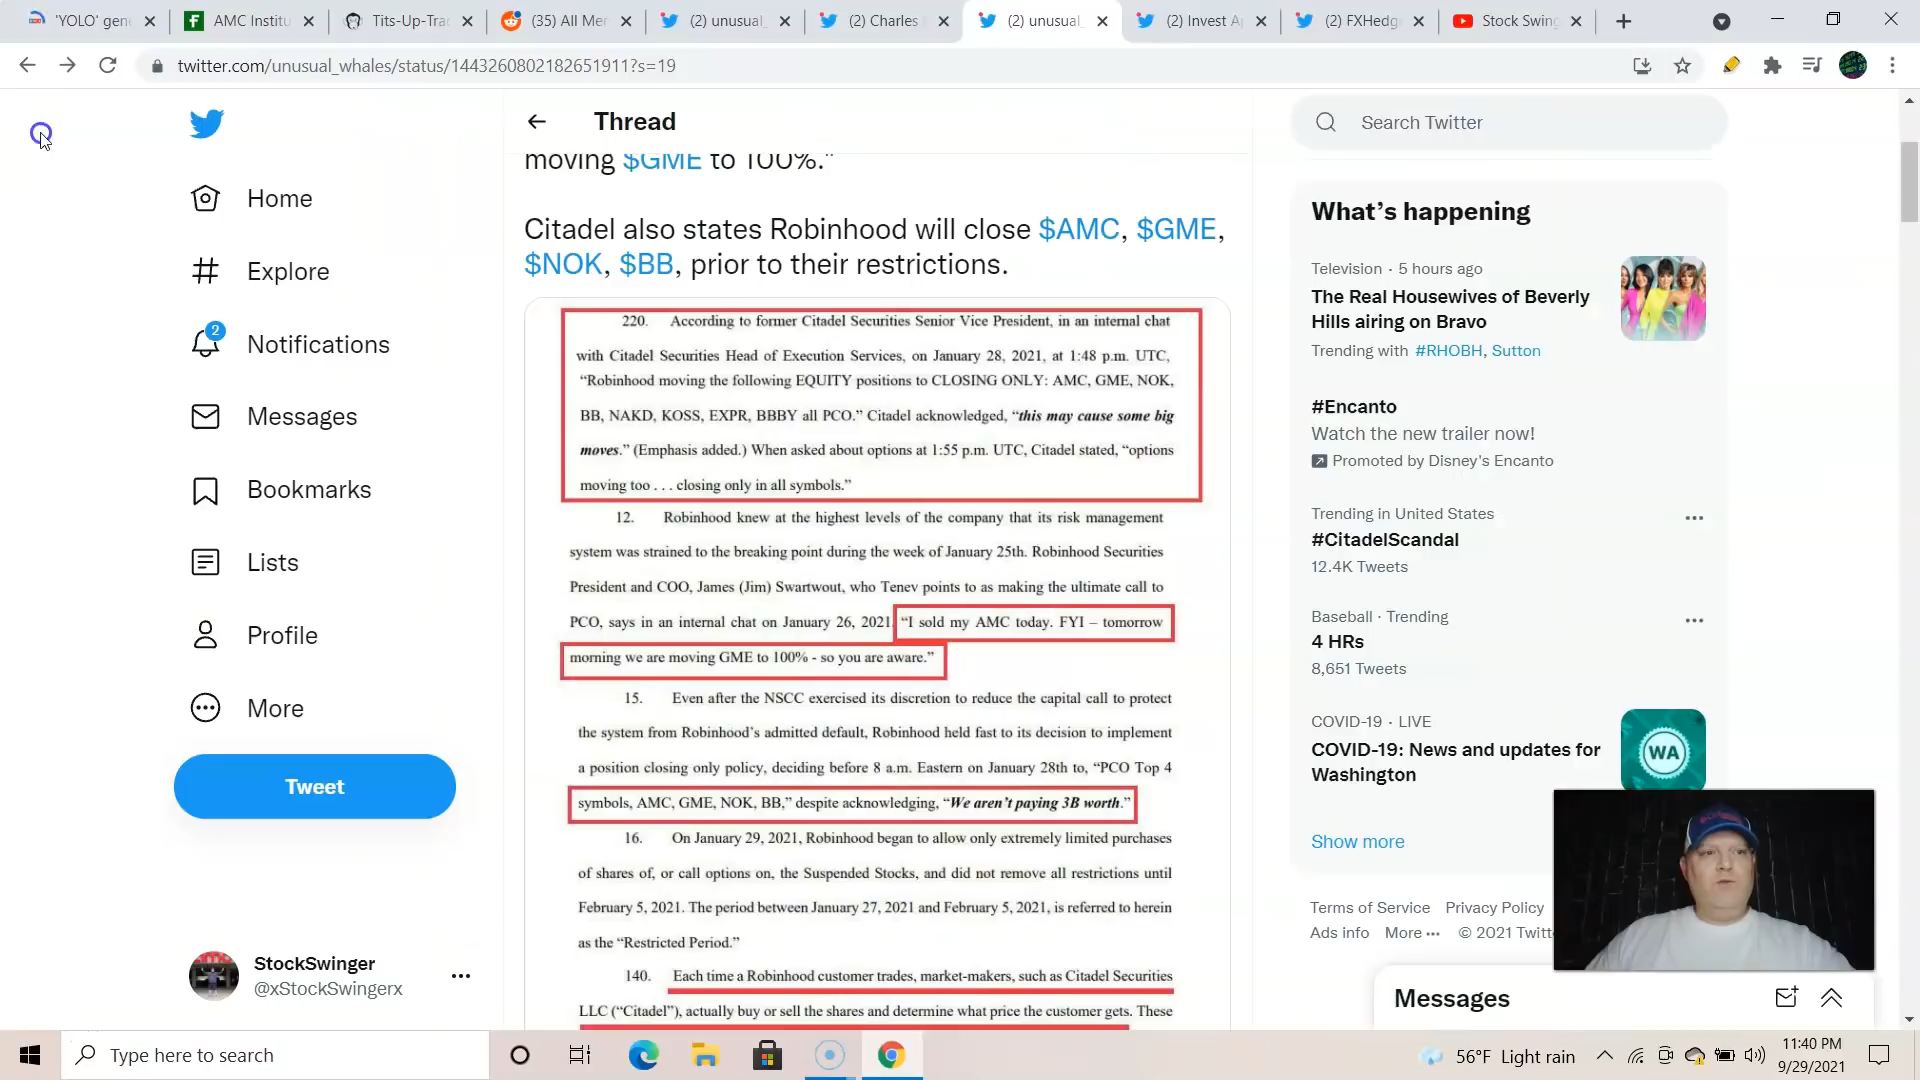 'YOLO' gen
AMC Institu
Tits-Up-Tra
(35) All Me
(2) unusual_
(2) Charles
(2) unusual_
(2) Invest A
(2) FXHedg
Stock Swing
twitter.com/unusual_whales/status/1443260802182651911?s=19
Home
Explore
2
Notifications
Messages
Bookmarks
Lists
Profile
More
Tweet
StockSwinger
@xStockSwingerx
Thread
moving $GME to 100%."
Citadel also states Robinhood will close $AMC, $GME,
$NOK, $BB, prior to their restrictions.
220. According to former Citadel Securities Senior Vice President, in an internal chat
with Citadel Securities Head of Execution Services, on January 28, 2021, at 1:48 p.m. UTC,
“Robinhood moving the following EQUITY positions to CLOSING ONLY: AMC, GME, NOK,
BB, NAKD, KOSS, EXPR, BBBY all PCO.” Citadel acknowledged, “this may cause some big
moves.” (Emphasis added.) When asked about options at 1:55 p.m. UTC, Citadel stated, “options
moving too . . . closing only in all symbols.”
12. Robinhood knew at the highest levels of the company that its risk management
system was strained to the breaking point during the week of January 25th. Robinhood Securities
President and COO, James (Jim) Swartwout, who Tenev points to as making the ultimate call to
PCO, says in an internal chat on January 26, 2021 “I sold my AMC today. FYI – tomorrow
morning we are moving GME to 100% - so you are aware.”
15. Even after the NSCC exercised its discretion to reduce the capital call to protect
the system from Robinhood’s admitted default, Robinhood held fast to its decision to implement
a position closing only policy, deciding before 8 a.m. Eastern on January 28th to, “PCO Top 4
symbols, AMC, GME, NOK, BB,” despite acknowledging, “We aren’t paying 3B worth.”
16. On January 29, 2021, Robinhood began to allow only extremely limited purchases
of shares of, or call options on, the Suspended Stocks, and did not remove all restrictions until
February 5, 2021. The period between January 27, 2021 and February 5, 2021, is referred to herein
as the “Restricted Period.”
140. Each time a Robinhood customer trades, market-makers, such as Citadel Securities
LLC (“Citadel”), actually buy or sell the shares and determine what price the customer gets. These
Search Twitter
What’s happening
Television · 5 hours ago
The Real Housewives of Beverly
Hills airing on Bravo
Trending with #RHOBH, Sutton
#Encanto
Watch the new trailer now!
Promoted by Disney's Encanto
Trending in United States
#CitadelScandal
12.4K Tweets
Baseball · Trending
4 HRs
8,651 Tweets
COVID-19 · LIVE
COVID-19: News and updates for
Washington
WA
Show more
Terms of Service Privacy Policy
Ads info More ··· © 2021 Twitt
Messages
Type here to search
56°F Light rain
11:40 PM
9/29/2021